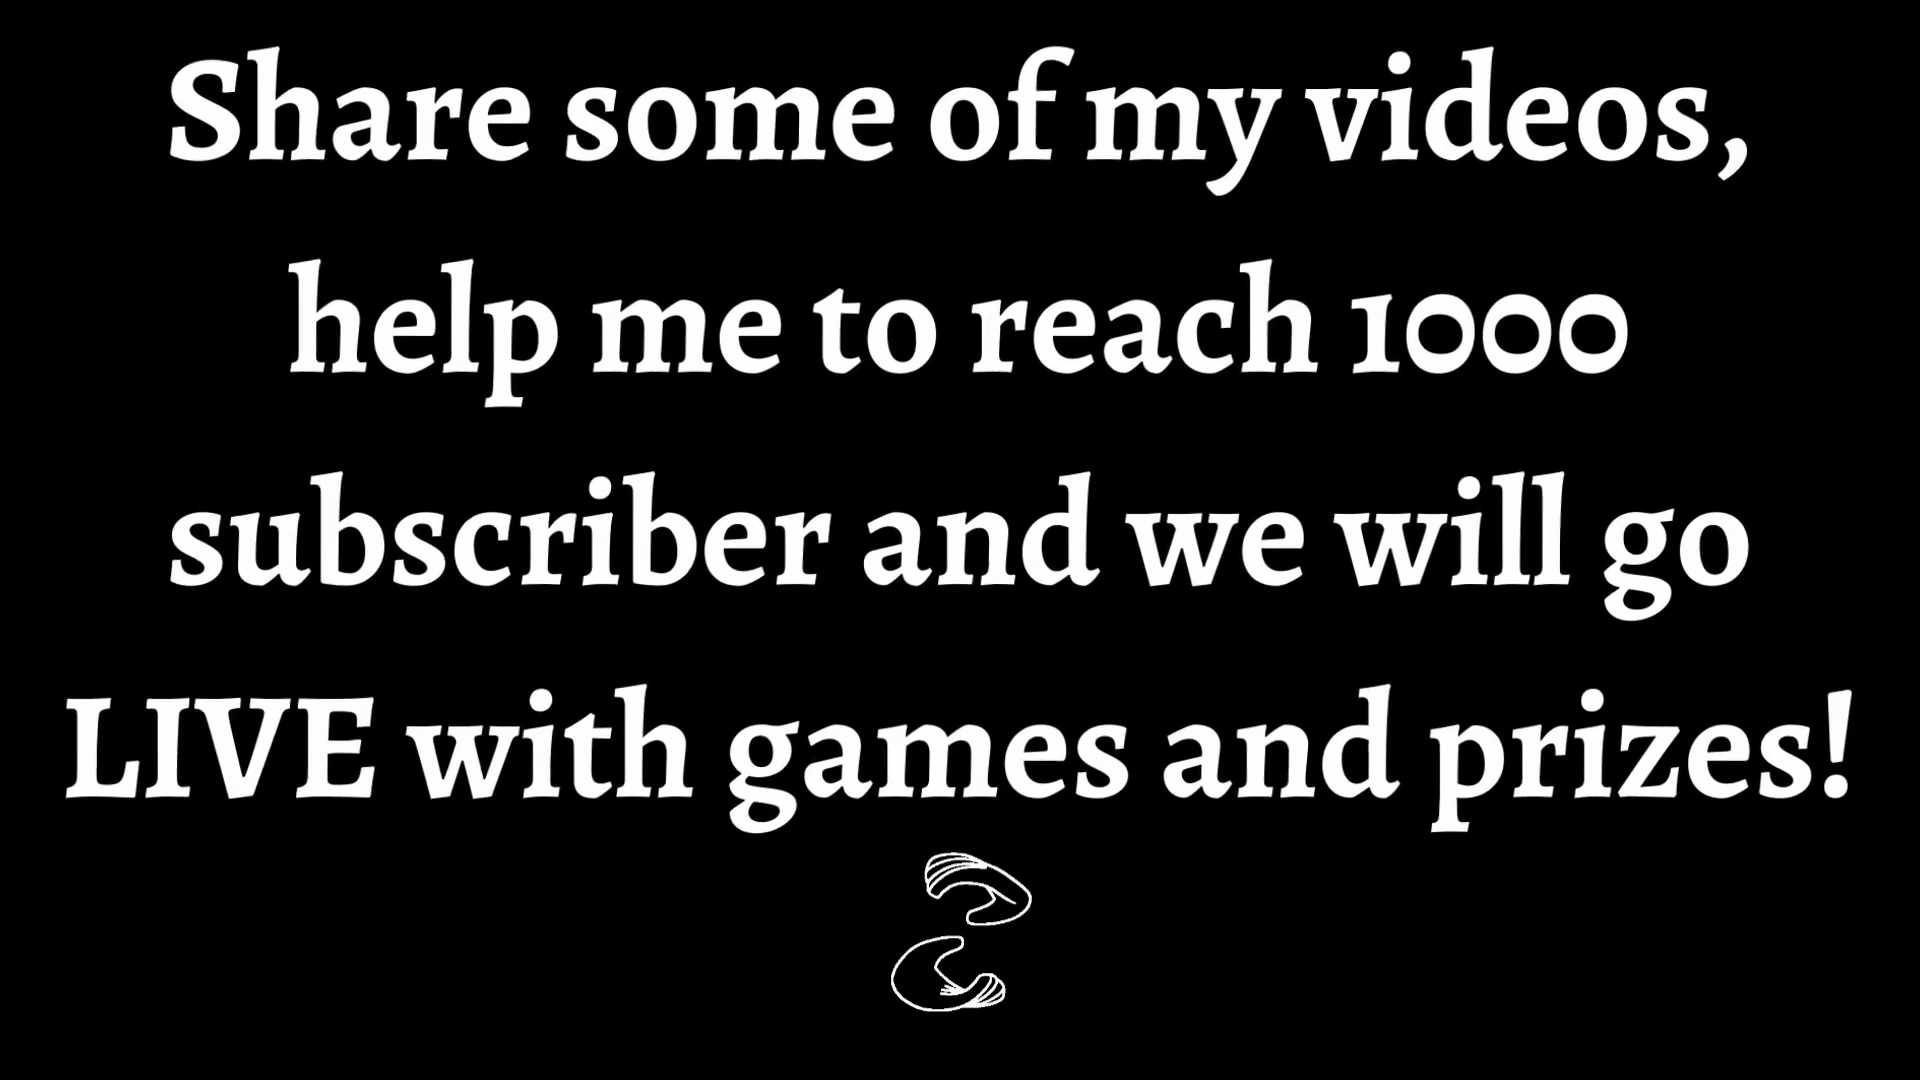 Share some of my videos,
help me to reach 1000
subscriber and we will go
LIVE with games and prizes!